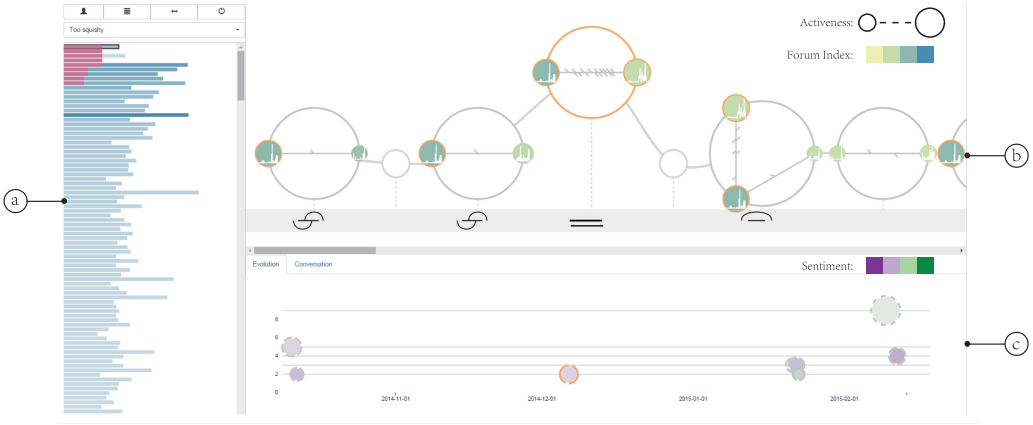 Too squishy
a
Activeness:
Forum Index:
b
Evolution
Conversation
Sentiment:
8
6
4
2
0
2014-11-01
2014-12-01
2015-01-01
2015-02-01
c